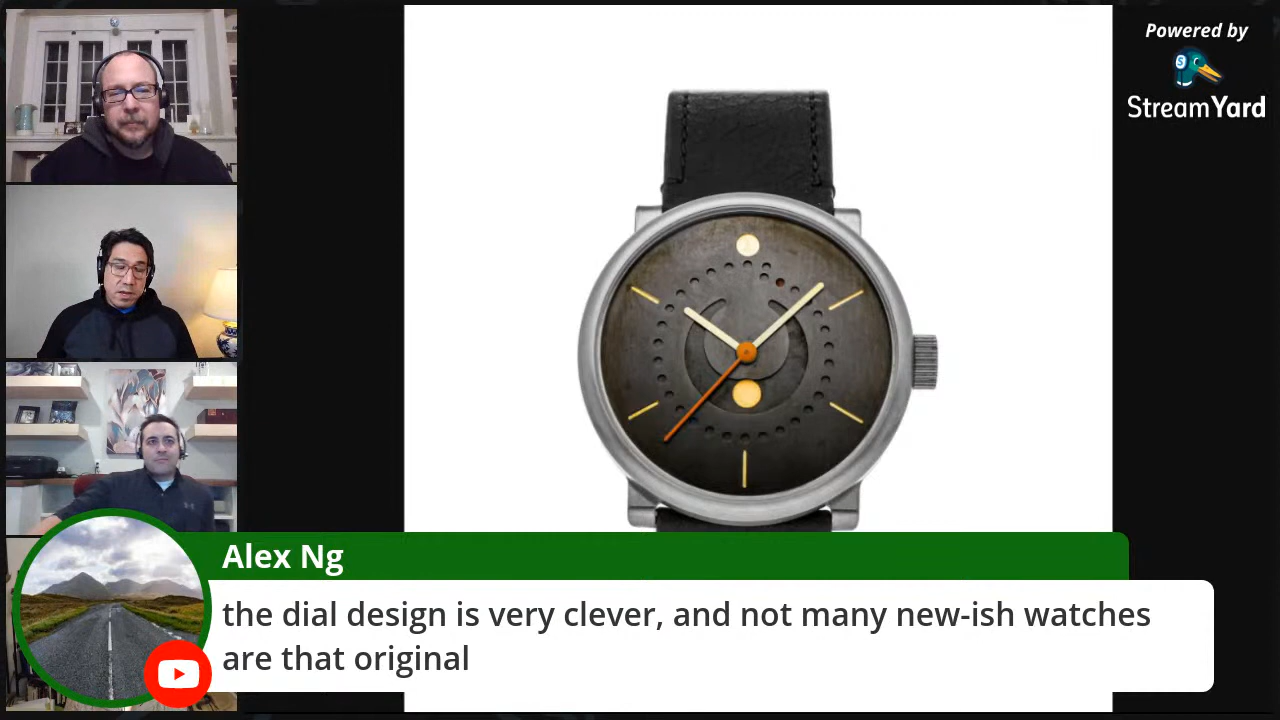 Powered by
StreamYard
Alex Ng
the dial design is very clever, and not many new-ish watches
are that original